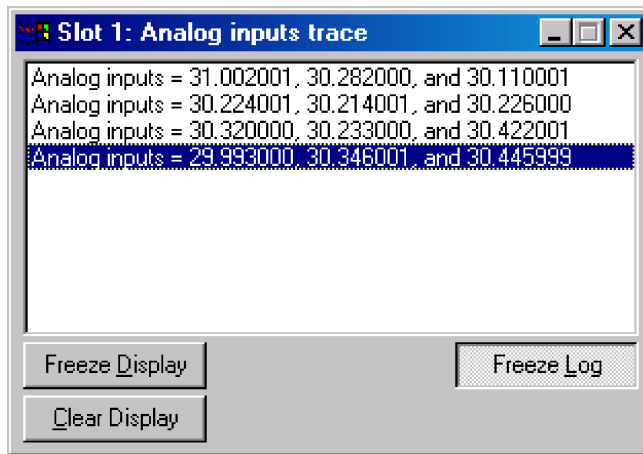 Slot 1: Analog inputs trace
Analog inputs = 31.002001, 30.282000, and 30.110001
Analog inputs = 30.224001, 30.214001, and 30.226000
Analog inputs = 30.320000, 30.233000, and 30.422001
Analog inputs = 29.993000, 30.346001, and 30.445999
Freeze Display
Freeze Log
Clear Display